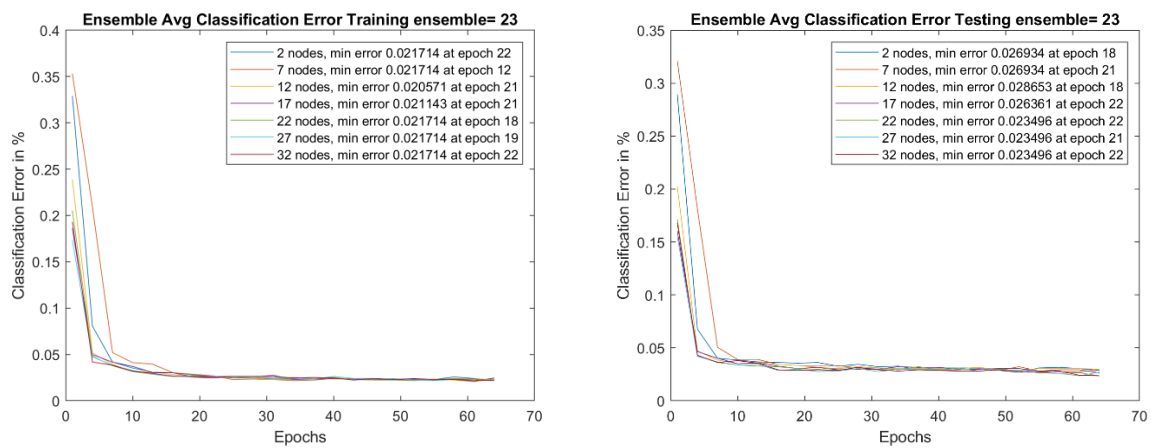 Ensemble Avg Classification Error Training ensemble= 23
0.4
0.35
0.3
0.25
0.2
0.15
0.1
0.05
0
Classification Error in %
2 nodes, min error 0.021714 at epoch 22
7 nodes, min error 0.021714 at epoch 12
12 nodes, min error 0.020571 at epoch 21
17 nodes, min error 0.021143 at epoch 21
22 nodes, min error 0.021714 at epoch 18
27 nodes, min error 0.021714 at epoch 19
32 nodes, min error 0.021714 at epoch 22
0 10 20 30 40 50 60 70
Epochs
Ensemble Avg Classification Error Testing ensemble= 23
0.35
0.3
0.25
0.2
0.15
0.1
0.05
0
Classification Error in %
2 nodes, min error 0.026934 at epoch 18
7 nodes, min error 0.026934 at epoch 21
12 nodes, min error 0.028653 at epoch 18
17 nodes, min error 0.026361 at epoch 22
22 nodes, min error 0.023496 at epoch 22
27 nodes, min error 0.023496 at epoch 21
32 nodes, min error 0.023496 at epoch 22
0 10 20 30 40 50 60 70
Epochs